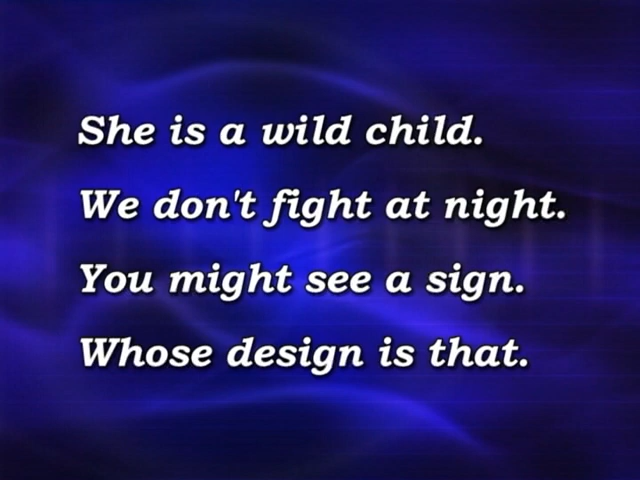 She is a wild child.
We don't fight at night.
You might see a sign.
Whose design is that.